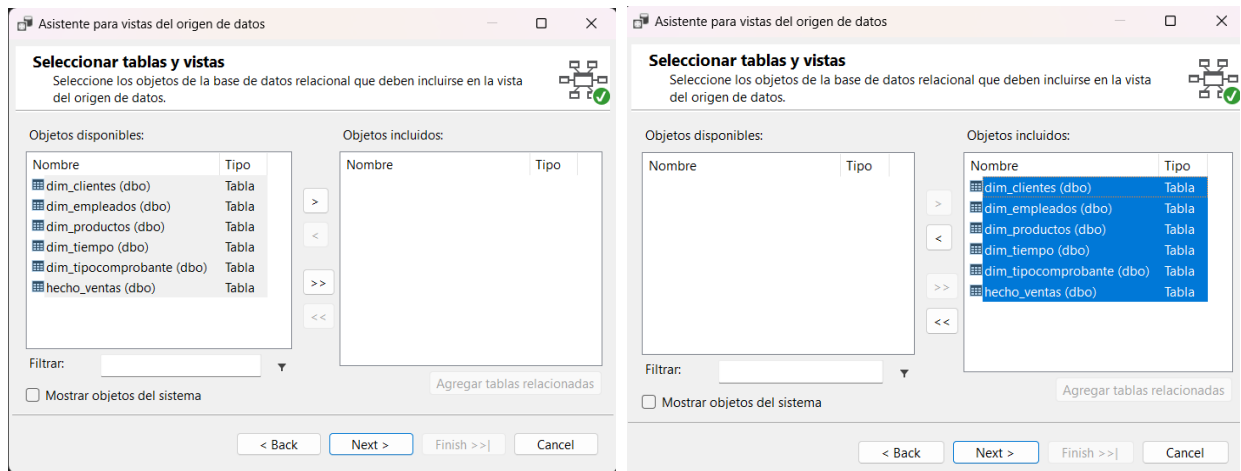 Asistente para vistas del origen de datos
Seleccionar tablas y vistas
Seleccione los objetos de la base de datos relacional que deben incluirse en la vista
del origen de datos.
Objetos disponibles:
Objetos incluidos:
Nombre Tipo
Nombre Tipo
dim_clientes (dbo) Tabla
dim_empleados (dbo) Tabla
dim_productos (dbo) Tabla
dim_tiempo (dbo) Tabla
dim_tipocomprobante (dbo) Tabla
hecho_ventas (dbo) Tabla
>
<
>>
<<
Filtrar:
Agregar tablas relacionadas
Mostrar objetos del sistema
< Back Next > Finish >>| Cancel
Asistente para vistas del origen de datos
Seleccionar tablas y vistas
Seleccione los objetos de la base de datos relacional que deben incluirse en la vista
del origen de datos.
Objetos disponibles:
Objetos incluidos:
Nombre Tipo
Nombre Tipo
dim_clientes (dbo) Tabla
dim_empleados (dbo) Tabla
dim_productos (dbo) Tabla
dim_tiempo (dbo) Tabla
dim_tipocomprobante (dbo) Tabla
hecho_ventas (dbo) Tabla
>
<
>>
<<
Filtrar:
Agregar tablas relacionadas
Mostrar objetos del sistema
< Back Next > Finish >>| Cancel